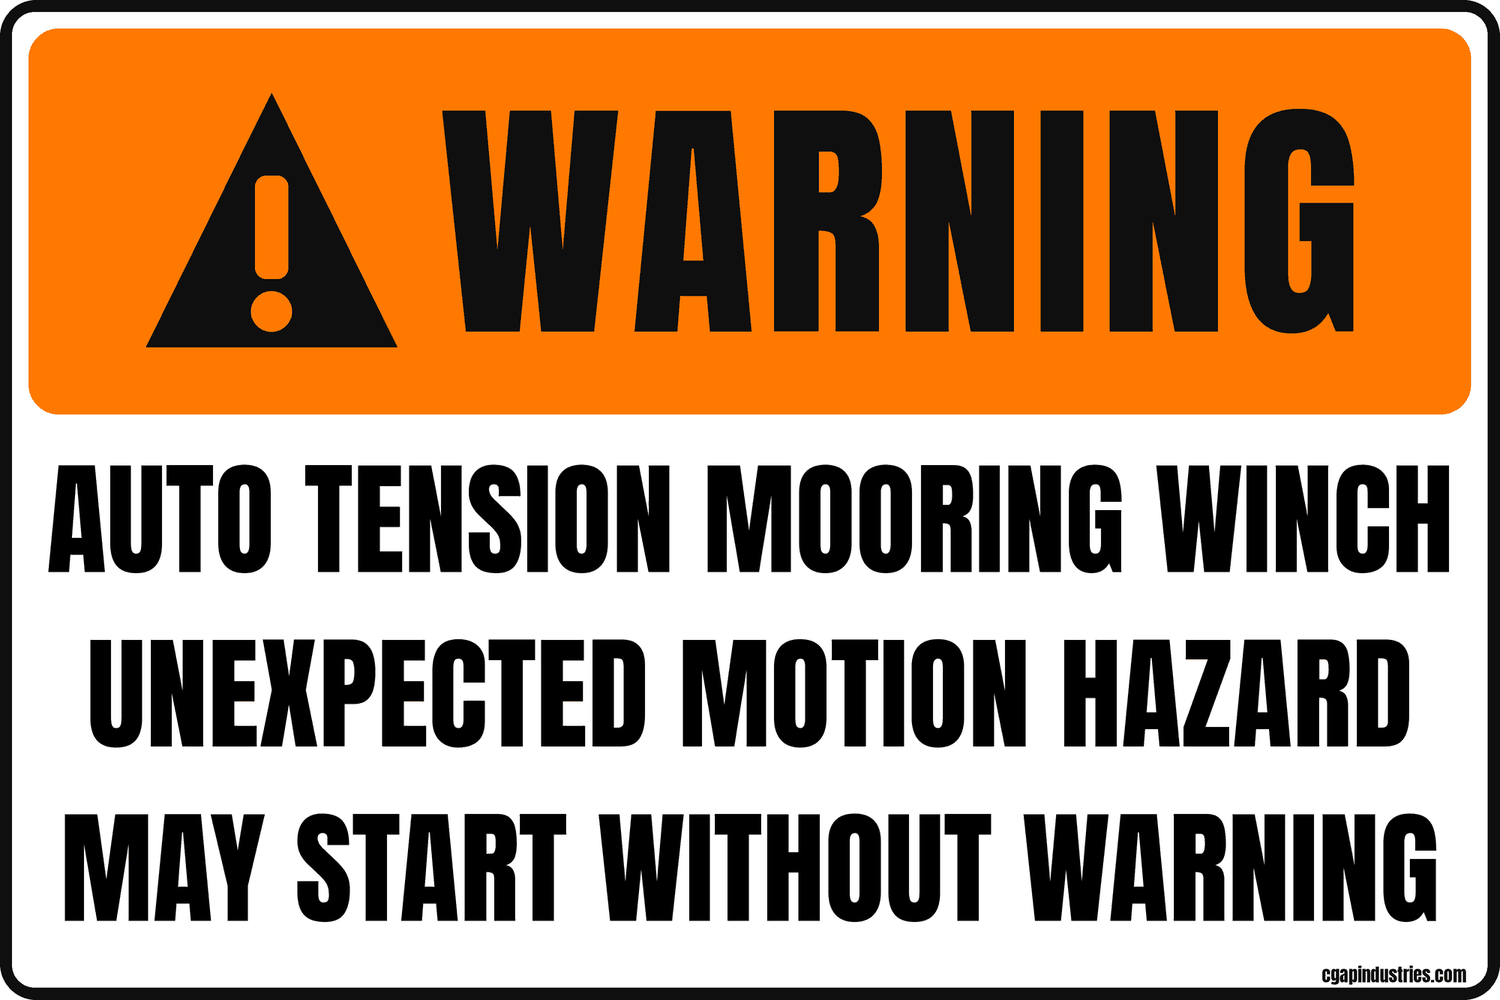 WARNING
AUTO TENSION MOORING WINCH
UNEXPECTED MOTION HAZARD
MAY START WITHOUT WARNING
cgapindustries.com